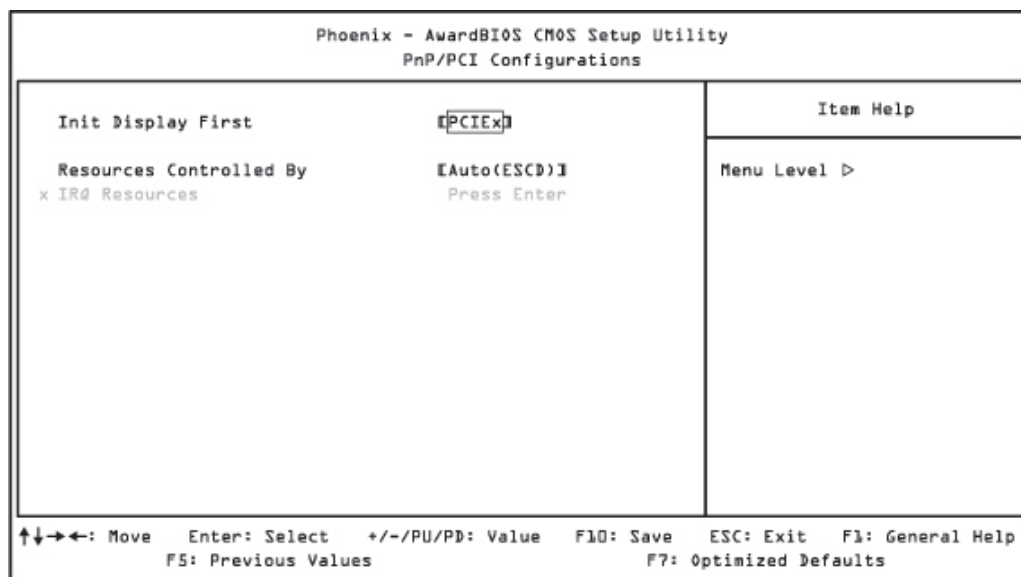 Phoenix - AwardBIOS CMOS Setup Utility
PnP/PCI Configurations
Init Display First [PCIEx]
Resources Controlled By [Auto(ESCD)]
x IRQ Resources Press Enter
Item Help
Menu Level ▷
↑↓→←: Move Enter: Select +/-/PU/PD: Value F10: Save ESC: Exit F1: General Help
F5: Previous Values F7: Optimized Defaults